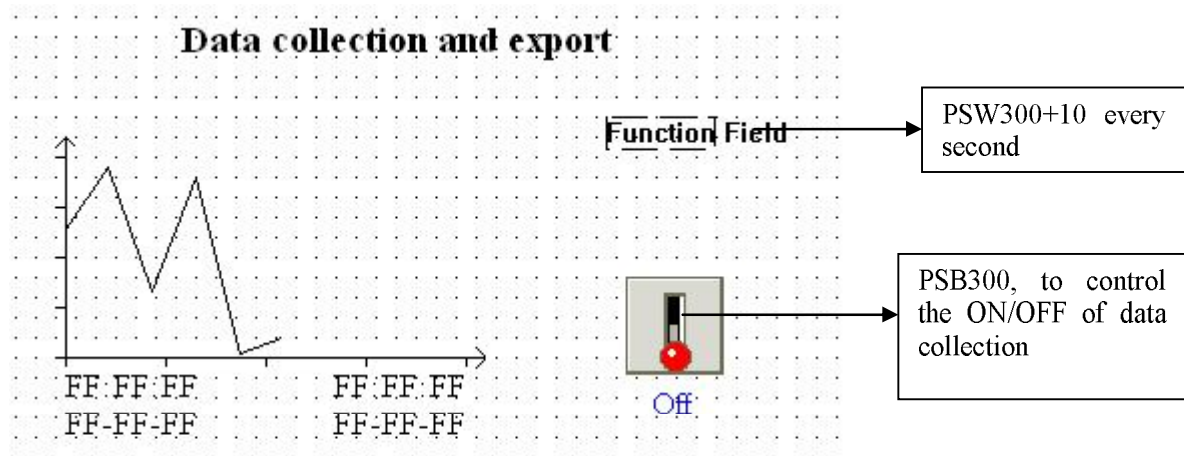 Data collection and export
Function Field
PSW300+10 every
second
PSB300, to control
the ON/OFF of data
collection
Off
FF:FF:FF FF:FF:FF
FF-FF-FF FF-FF-FF